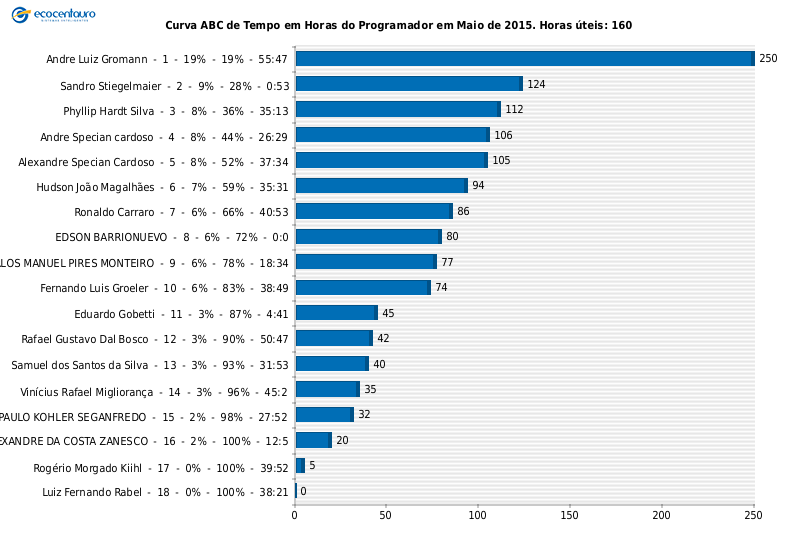 ecocentauro
Curva ABC de Tempo em Horas do Programador em Maio de 2015. Horas úteis: 160
Andre Luiz Gromann - 1 - 19% - 19% - 55:47 250
Sandro Stiegelmaier - 2 - 9% - 28% - 0:53 124
Phyllip Hardt Silva - 3 - 8% - 36% - 35:13 112
Andre Specian cardoso - 4 - 8% - 44% - 26:29 106
Alexandre Specian Cardoso - 5 - 8% - 52% - 37:34 105
Hudson João Magalhães - 6 - 7% - 59% - 35:31 94
Ronaldo Carraro - 7 - 6% - 66% - 40:53 86
EDSON BARRIONUEVO - 8 - 6% - 72% - 0:0 80
LOS MANUEL PIRES MONTEIRO - 9 - 6% - 78% - 18:34 77
Fernando Luis Groeler - 10 - 6% - 83% - 38:49 74
Eduardo Gobetti - 11 - 3% - 87% - 4:41 45
Rafael Gustavo Dal Bosco - 12 - 3% - 90% - 50:47 42
Samuel dos Santos da Silva - 13 - 3% - 93% - 31:53 40
Vinícius Rafael Migliorança - 14 - 3% - 96% - 45:2 35
PAULO KOHLER SEGANFREDO - 15 - 2% - 98% - 27:52 32
EXANDRE DA COSTA ZANESCO - 16 - 2% - 100% - 12:5 20
Rogério Morgado Kiihl - 17 - 0% - 100% - 39:52 5
Luiz Fernando Rabel - 18 - 0% - 100% - 38:21 0
0 50 100 150 200 250